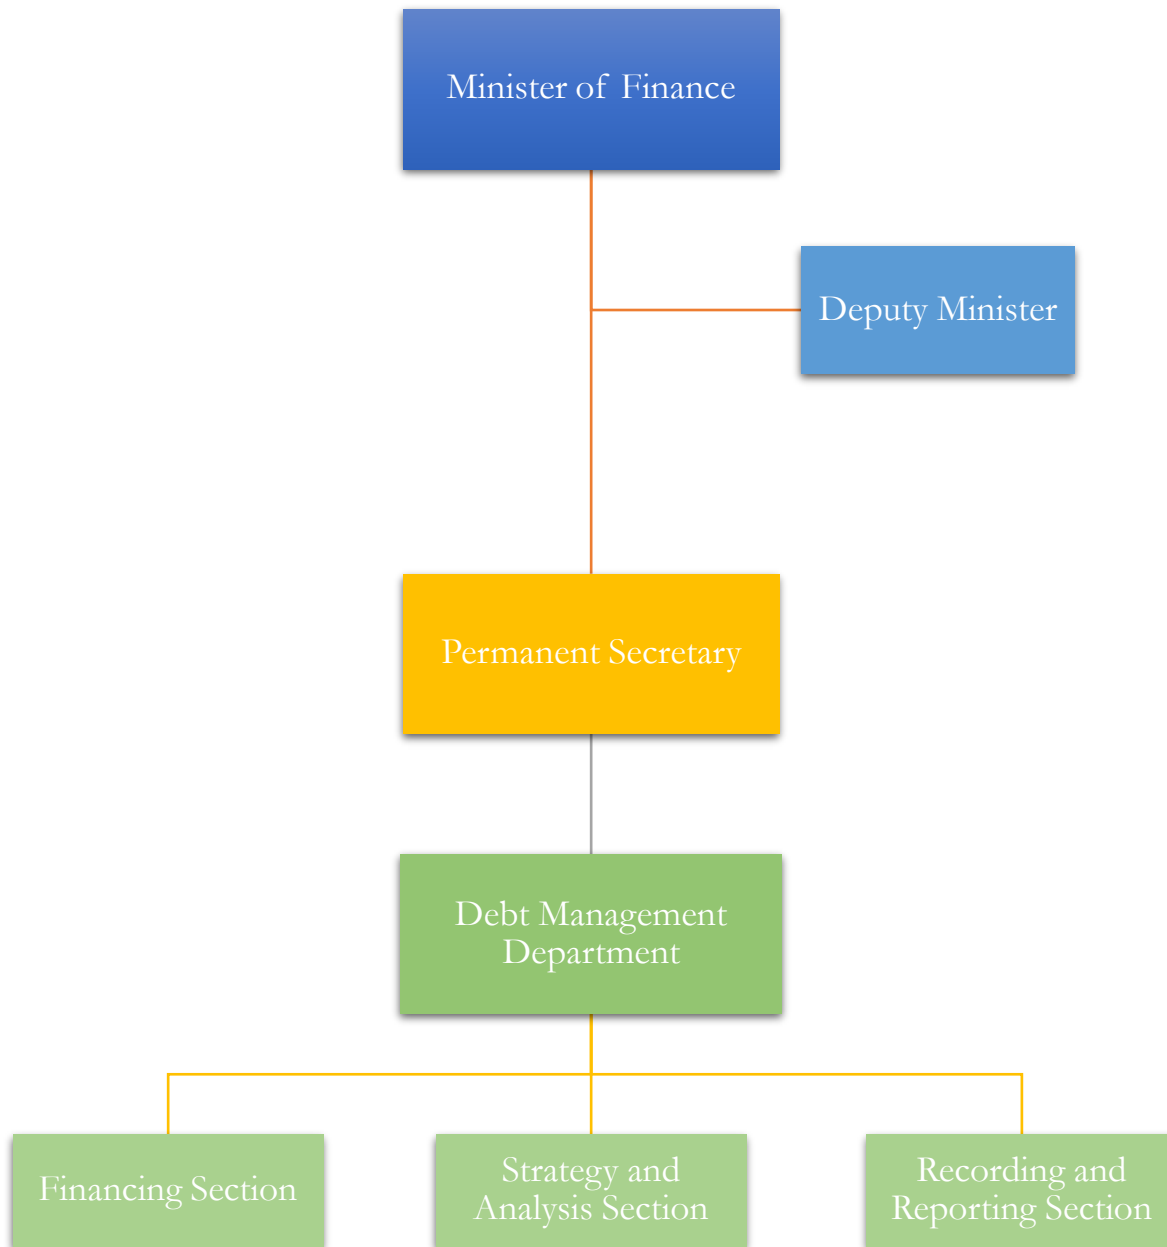 Minister of Finance
Deputy Minister
Permanent Secretary
Debt Management
Department
Financing Section
Strategy and
Analysis Section
Recording and
Reporting Section